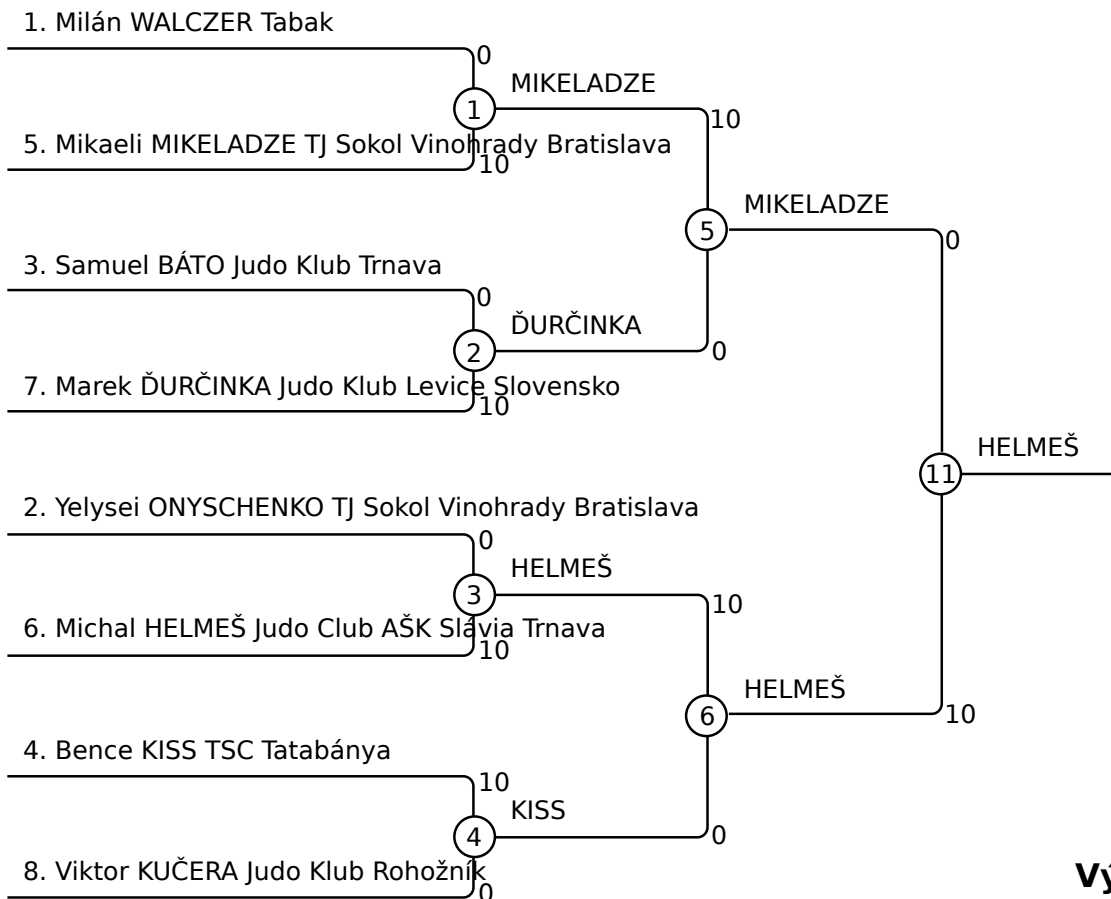 1. Milán WALCZER Tabak
0
MIKELADZE
1
10
5. Mikaeli MIKELADZE TJ Sokol Vinohrady Bratislava
10
MIKELADZE
5
0
3. Samuel BÁTO Judo Klub Trnava
0
ĎURČINKA
2
0
7. Marek ĎURČINKA Judo Klub Levice Slovensko
10
HELMEŠ
11
2. Yelysei ONYSCHENKO TJ Sokol Vinohrady Bratislava
0
HELMEŠ
3
10
6. Michal HELMEŠ Judo Club AŠK Slávia Trnava
10
HELMEŠ
6
10
4. Bence KISS TSC Tatabánya
10
KISS
4
0
8. Viktor KUČERA Judo Klub Rohožník
0
Vý